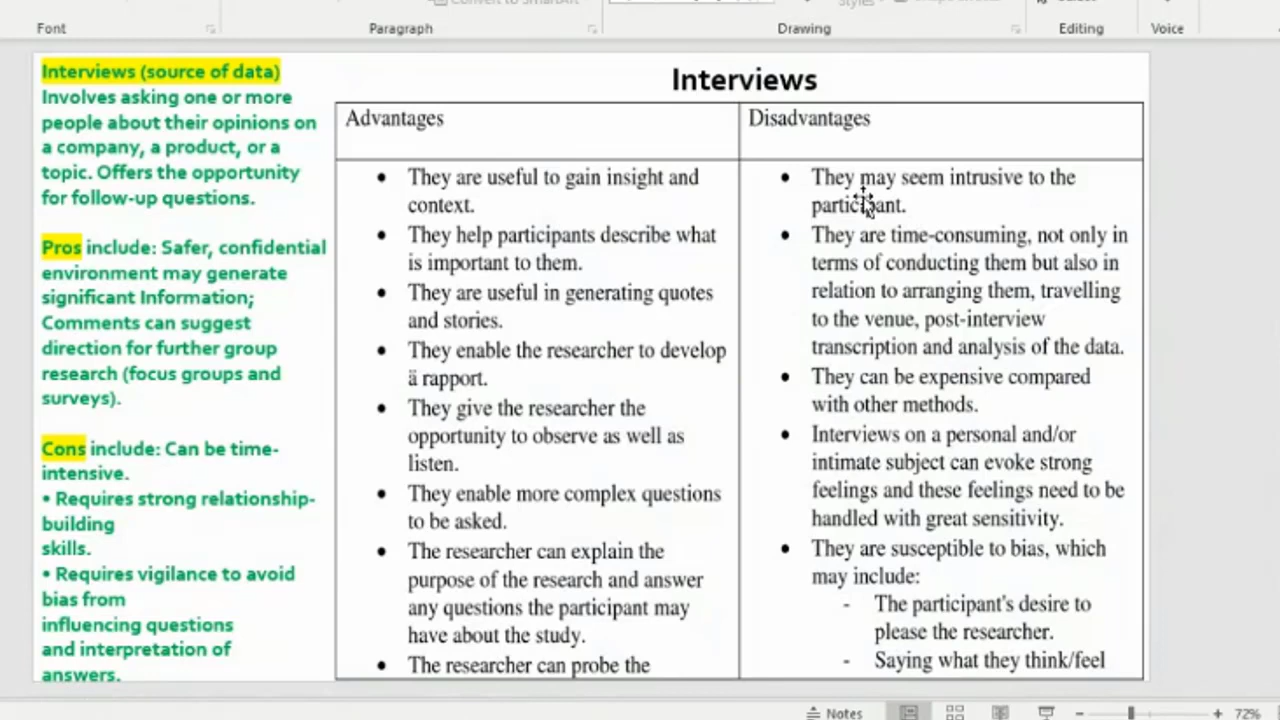 Convert to SmartArt
Font
Paragraph
Drawing
Editing
Voice
Interviews (source of data)
Involves asking one or more
people about their opinions on
a company, a product, or a
topic. Offers the opportunity
for follow-up questions.
Pros include: Safer, confidential
environment may generate
significant Information;
Comments can suggest
direction for further group
research (focus groups and
surveys).
Cons include: Can be time-
intensive.
• Requires strong relationship-
building
skills.
• Requires vigilance to avoid
bias from
influencing questions
and interpretation of
answers.
Interviews
Advantages
• They are useful to gain insight and
context.
• They help participants describe what
is important to them.
• They are useful in generating quotes
and stories.
• They enable the researcher to develop
ä rapport.
• They give the researcher the
opportunity to observe as well as
listen.
• They enable more complex questions
to be asked.
• The researcher can explain the
purpose of the research and answer
any questions the participant may
have about the study.
• The researcher can probe the
Disadvantages
• They may seem intrusive to the
participant.
• They are time-consuming, not only in
terms of conducting them but also in
relation to arranging them, travelling
to the venue, post-interview
transcription and analysis of the data.
• They can be expensive compared
with other methods.
• Interviews on a personal and/or
intimate subject can evoke strong
feelings and these feelings need to be
handled with great sensitivity.
• They are susceptible to bias, which
may include:
- The participant's desire to
please the researcher.
- Saying what they think/feel
Notes
72%